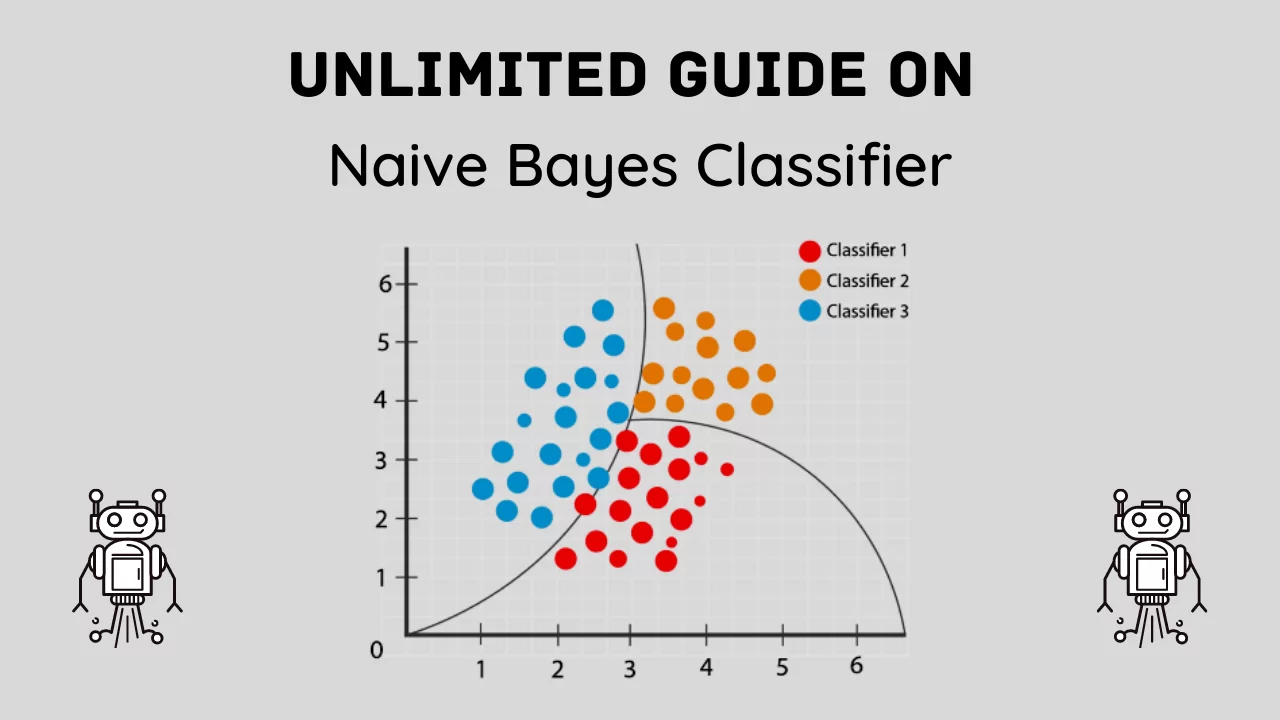 UNLIMITED GUIDE ON
Naive Bayes Classifier
Classifier 1
Classifier 2
Classifier 3
6
5
4
3
2
1
0
1 2 3 4 5 6